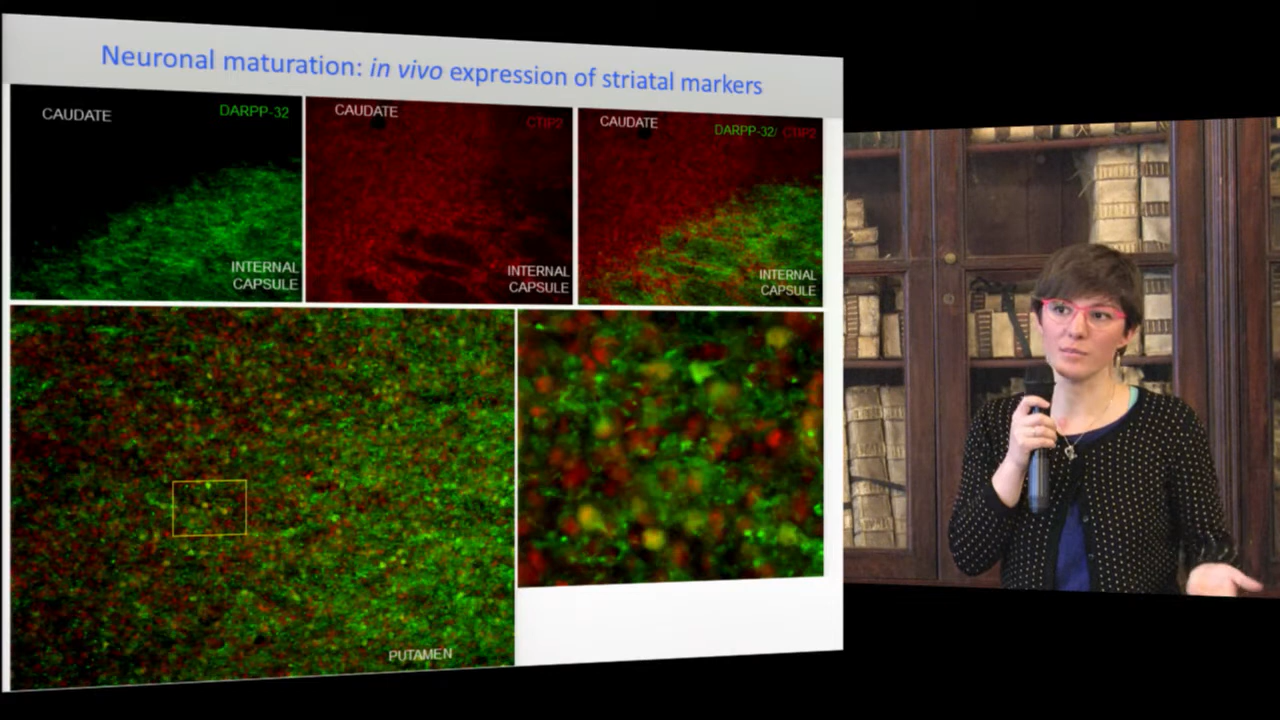 Neuronal maturation: in vivo expression of striatal markers
CAUDATE
DARPP-32
INTERNAL
CAPSULE
CAUDATE
CTIP2
INTERNAL
CAPSULE
CAUDATE
DARPP-32/ CTIP2
INTERNAL
CAPSULE
PUTAMEN